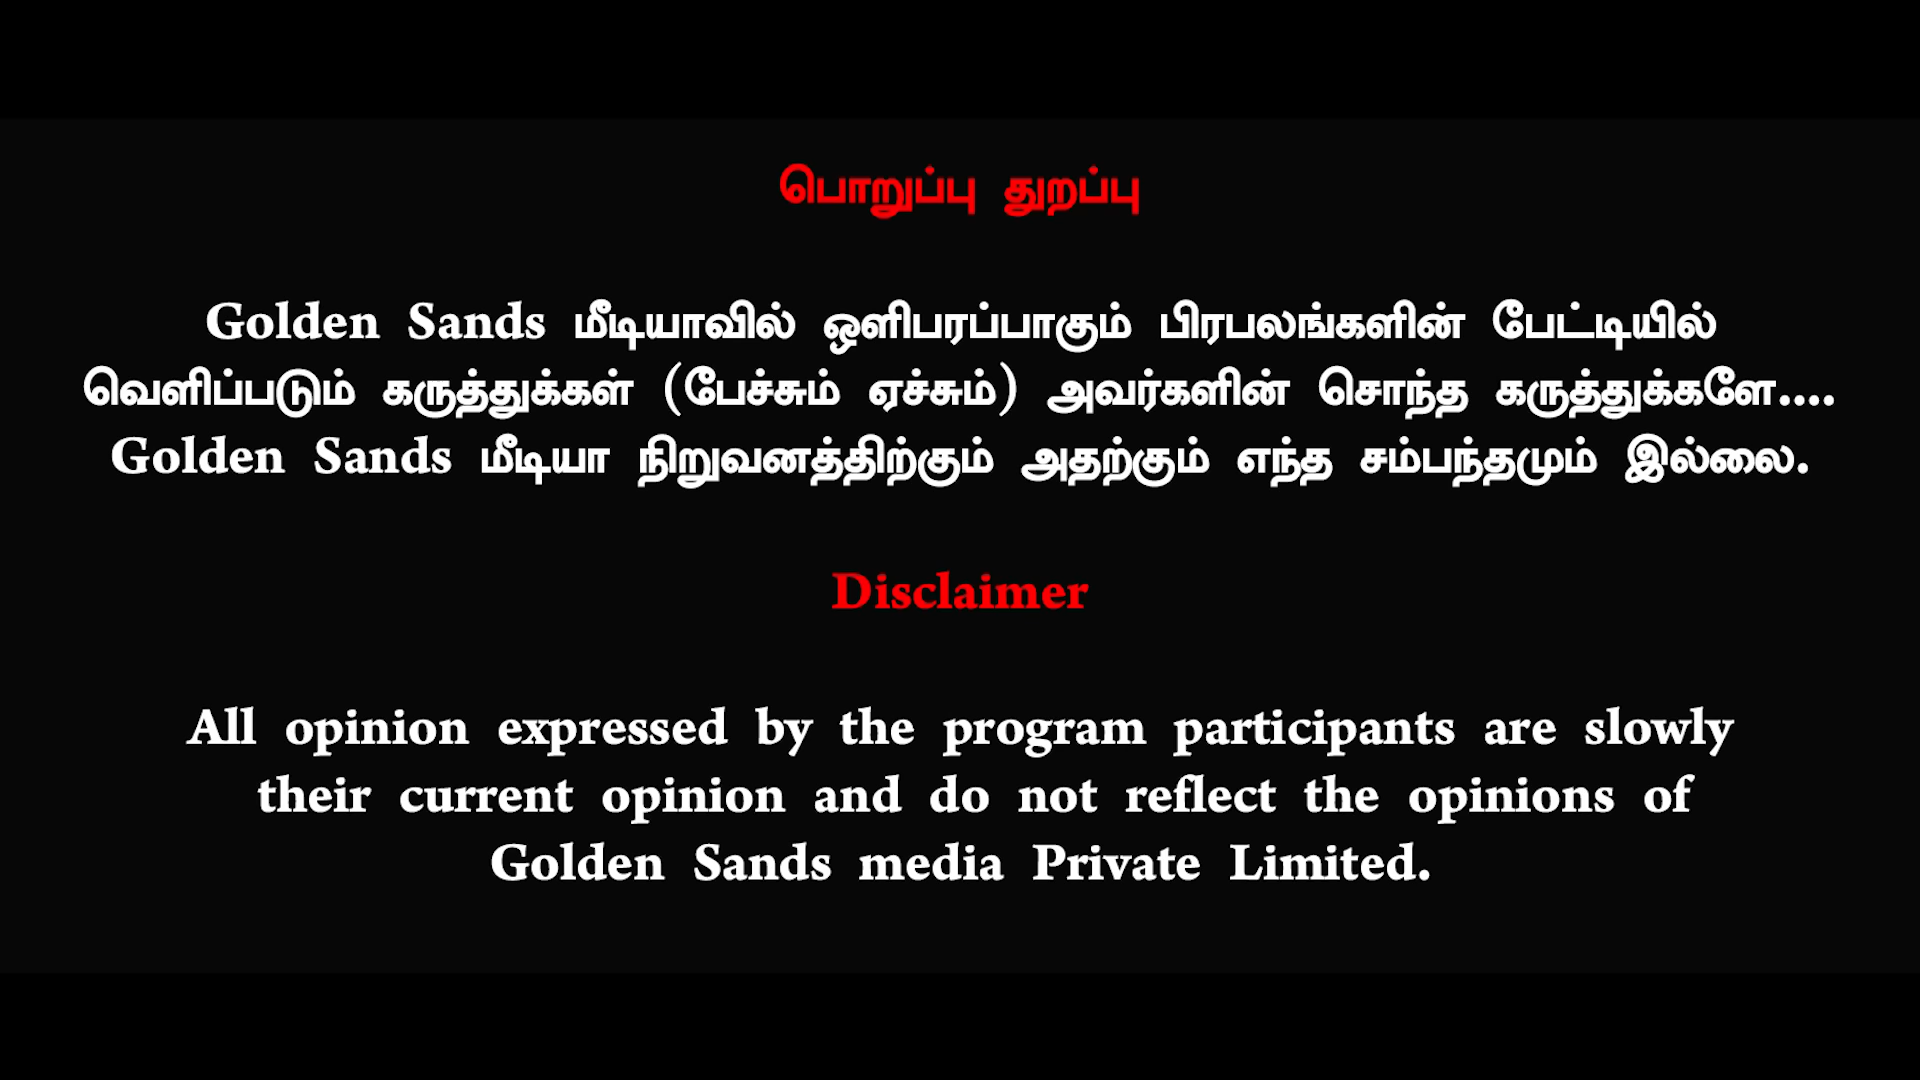 பொறுப்பு துறப்பு
Golden Sands மீடியாவில் ஒளிபரப்பாகும் பிரபலங்களின் பேட்டியில்
வெளிப்படும் கருத்துக்கள் (பேச்சும் ஏச்சும்) அவர்களின் சொந்த கருத்துக்களே....
Golden Sands மீடியா நிறுவனத்திற்கும் அதற்கும் எந்த சம்பந்தமும் இல்லை.
Disclaimer
All opinion expressed by the program participants are slowly
their current opinion and do not reflect the opinions of
Golden Sands media Private Limited.